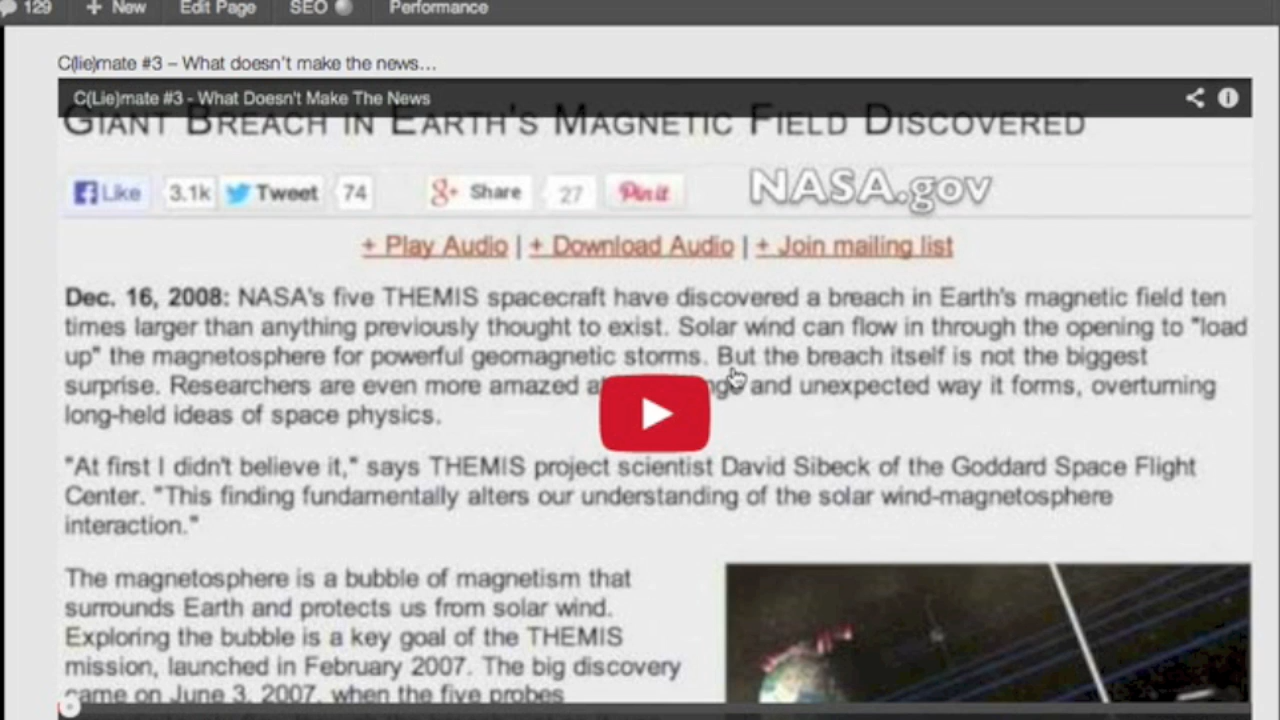 129 New Edit Page SEO Performance
C(lie)mate #3 – What doesn't make the news…
C(Lie)mate #3 - What Doesn't Make The News
GIANT BREACH IN EARTH'S MAGNETIC FIELD DISCOVERED
Like 3.1k Tweet 74 Share 27 Pin it NASA.gov
+ Play Audio | + Download Audio | + Join mailing list
Dec. 16, 2008: NASA's five THEMIS spacecraft have discovered a breach in Earth's magnetic field ten
times larger than anything previously thought to exist. Solar wind can flow in through the opening to "load
up" the magnetosphere for powerful geomagnetic storms. But the breach itself is not the biggest
surprise. Researchers are even more amazed at and unexpected way it forms, overturning
long-held ideas of space physics.
"At first I didn't believe it," says THEMIS project scientist David Sibeck of the Goddard Space Flight
Center. "This finding fundamentally alters our understanding of the solar wind-magnetosphere
interaction."
The magnetosphere is a bubble of magnetism that
surrounds Earth and protects us from solar wind.
Exploring the bubble is a key goal of the THEMIS
mission, launched in February 2007. The big discovery
came on June 3, 2007, when the five probes